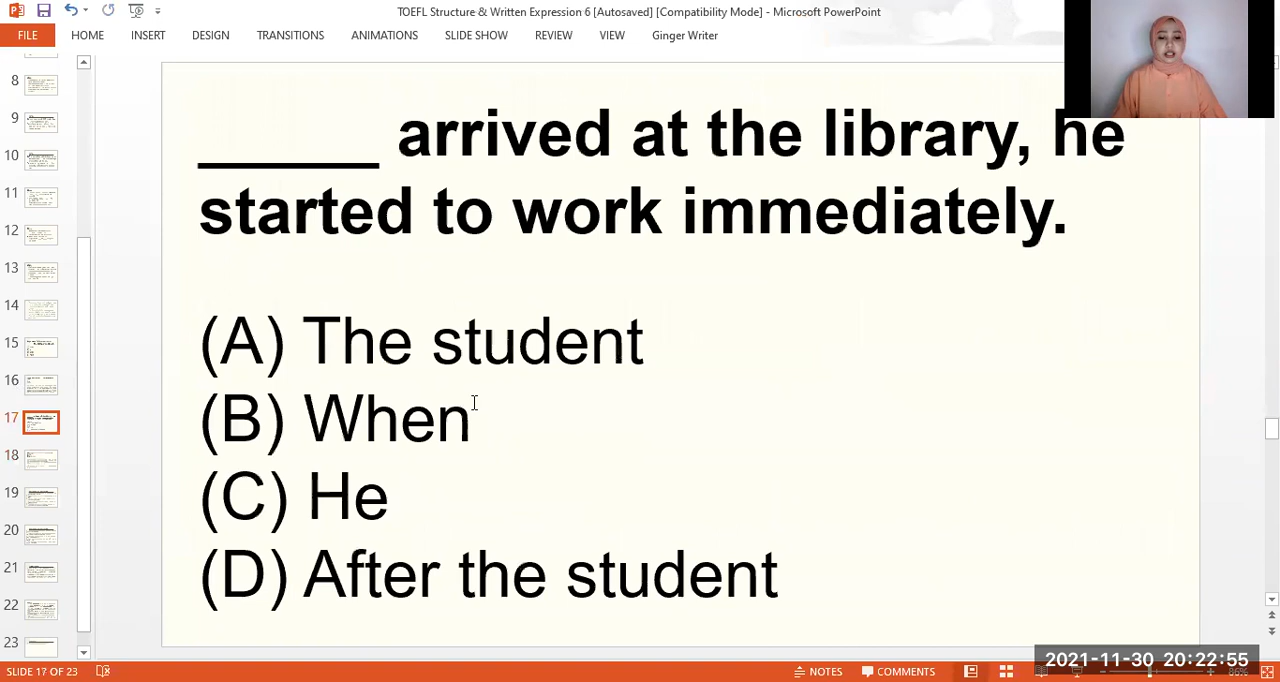 TOEFL Structure & Written Expression 6 [Autosaved] [Compatibility Mode] - Microsoft PowerPoint
FILE HOME INSERT DESIGN TRANSITIONS ANIMATIONS SLIDE SHOW REVIEW VIEW Ginger Writer
8
9
10
11
12
13
14
15
16
17
18
19
20
21
22
23
______ arrived at the library, he
started to work immediately.
(A) The student
(B) When
(C) He
(D) After the student
SLIDE 17 OF 23 NOTES COMMENTS 86%
2021-11-30 20:22:55